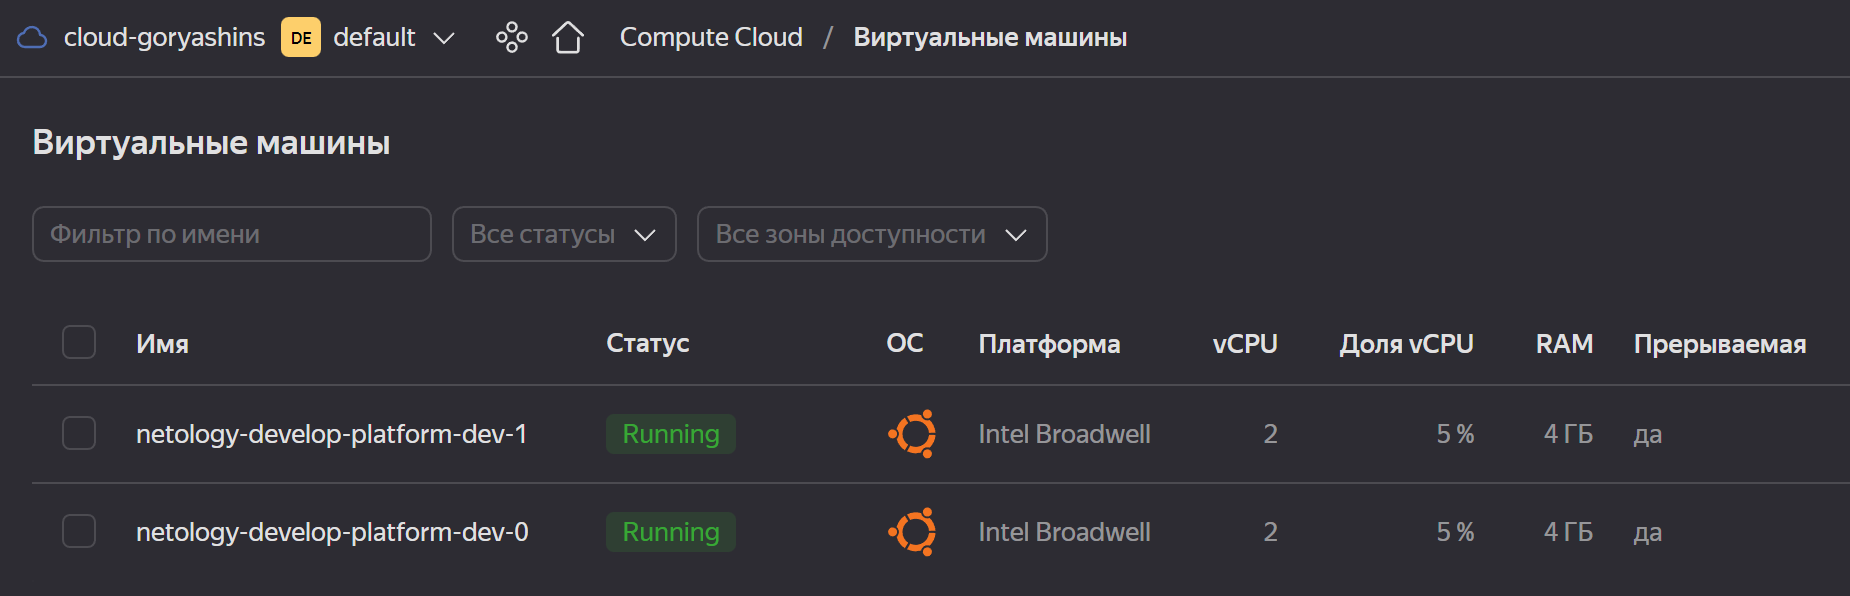 cloud-goryashins DE default Compute Cloud / Виртуальные машины
Виртуальные машины
Фильтр по имени Все статусы Все зоны доступности
Имя Статус ОС Платформа vCPU Доля vCPU RAM Прерываемая
netology-develop-platform-dev-1 Running Intel Broadwell 2 5 % 4 ГБ да
netology-develop-platform-dev-0 Running Intel Broadwell 2 5 % 4 ГБ да